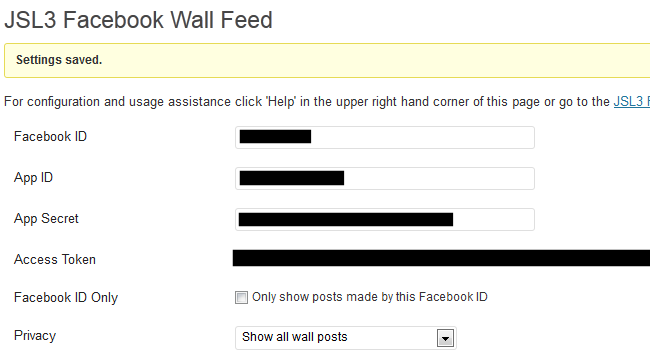 JSL3 Facebook Wall Feed
Settings saved.
For configuration and usage assistance click 'Help' in the upper right hand corner of this page or go to the JSL3
Facebook ID
App ID
App Secret
Access Token
Facebook ID Only Only show posts made by this Facebook ID
Privacy Show all wall posts